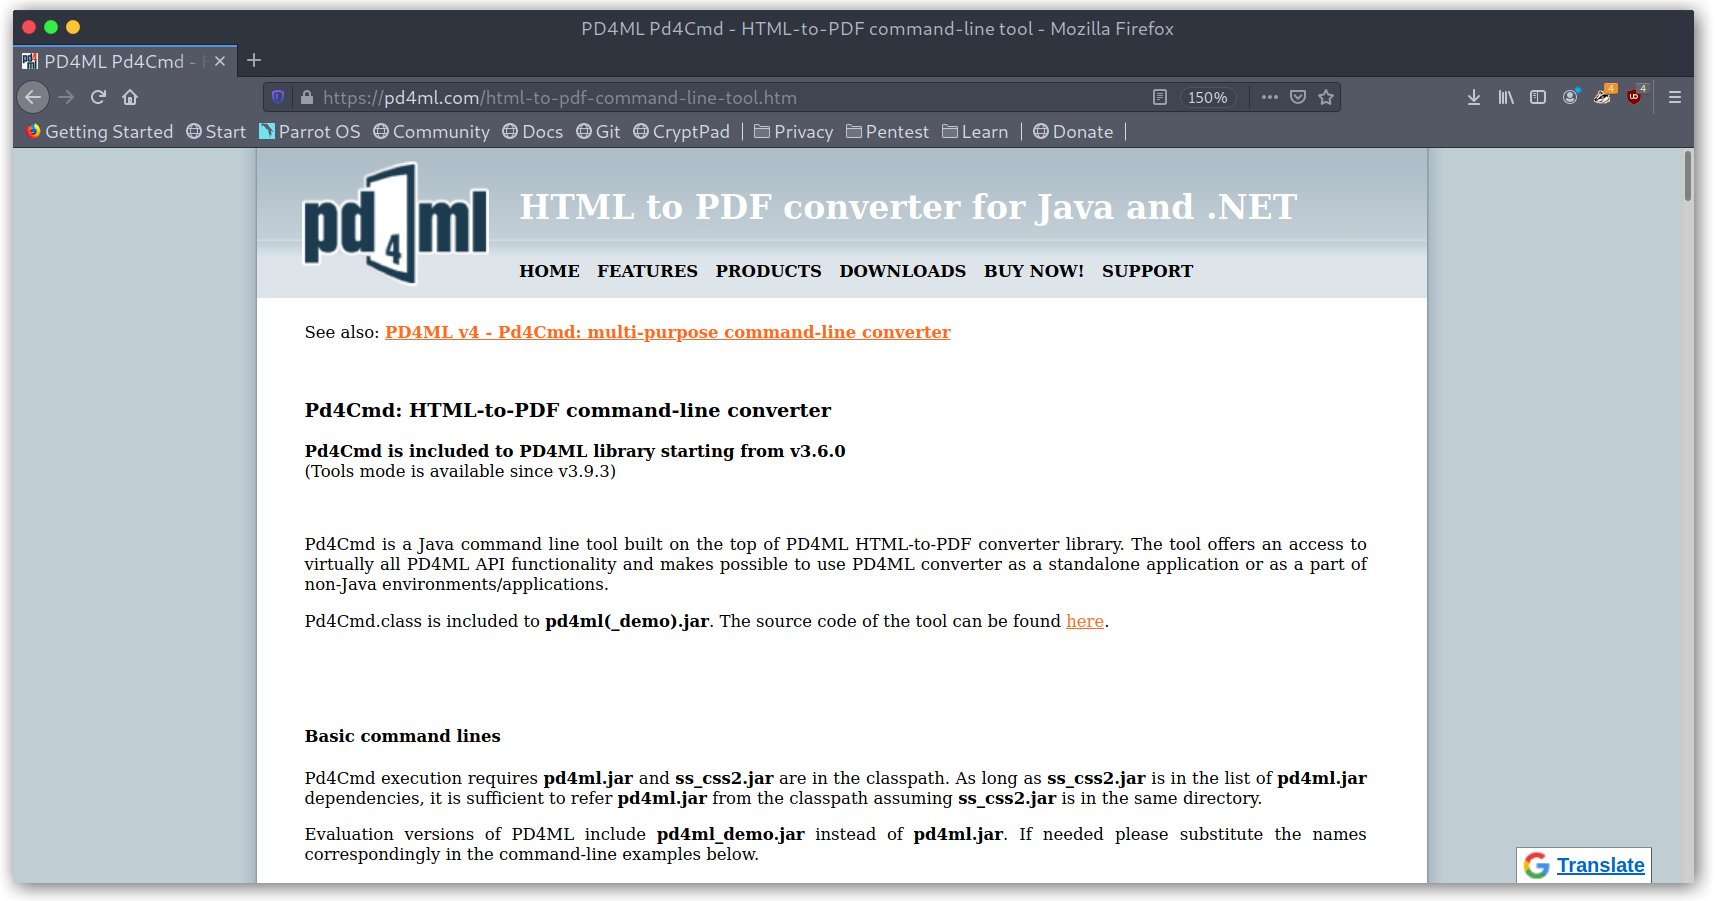 PD4ML Pd4Cmd - HTML-to-PDF command-line tool - Mozilla Firefox
PD4ML Pd4Cmd -
https://pd4ml.com/html-to-pdf-command-line-tool.htm
150%
4
4
Getting Started Start Parrot OS Community Docs Git CryptPad Privacy Pentest Learn Donate
pd4ml
HTML to PDF converter for Java and .NET
HOME FEATURES PRODUCTS DOWNLOADS BUY NOW! SUPPORT
See also: PD4ML v4 - Pd4Cmd: multi-purpose command-line converter
Pd4Cmd: HTML-to-PDF command-line converter
Pd4Cmd is included to PD4ML library starting from v3.6.0
(Tools mode is available since v3.9.3)
Pd4Cmd is a Java command line tool built on the top of PD4ML HTML-to-PDF converter library. The tool offers an access to
virtually all PD4ML API functionality and makes possible to use PD4ML converter as a standalone application or as a part of
non-Java environments/applications.
Pd4Cmd.class is included to pd4ml(_demo).jar. The source code of the tool can be found here.
Basic command lines
Pd4Cmd execution requires pd4ml.jar and ss_css2.jar are in the classpath. As long as ss_css2.jar is in the list of pd4ml.jar
dependencies, it is sufficient to refer pd4ml.jar from the classpath assuming ss_css2.jar is in the same directory.
Evaluation versions of PD4ML include pd4ml_demo.jar instead of pd4ml.jar. If needed please substitute the names
correspondingly in the command-line examples below.
Translate